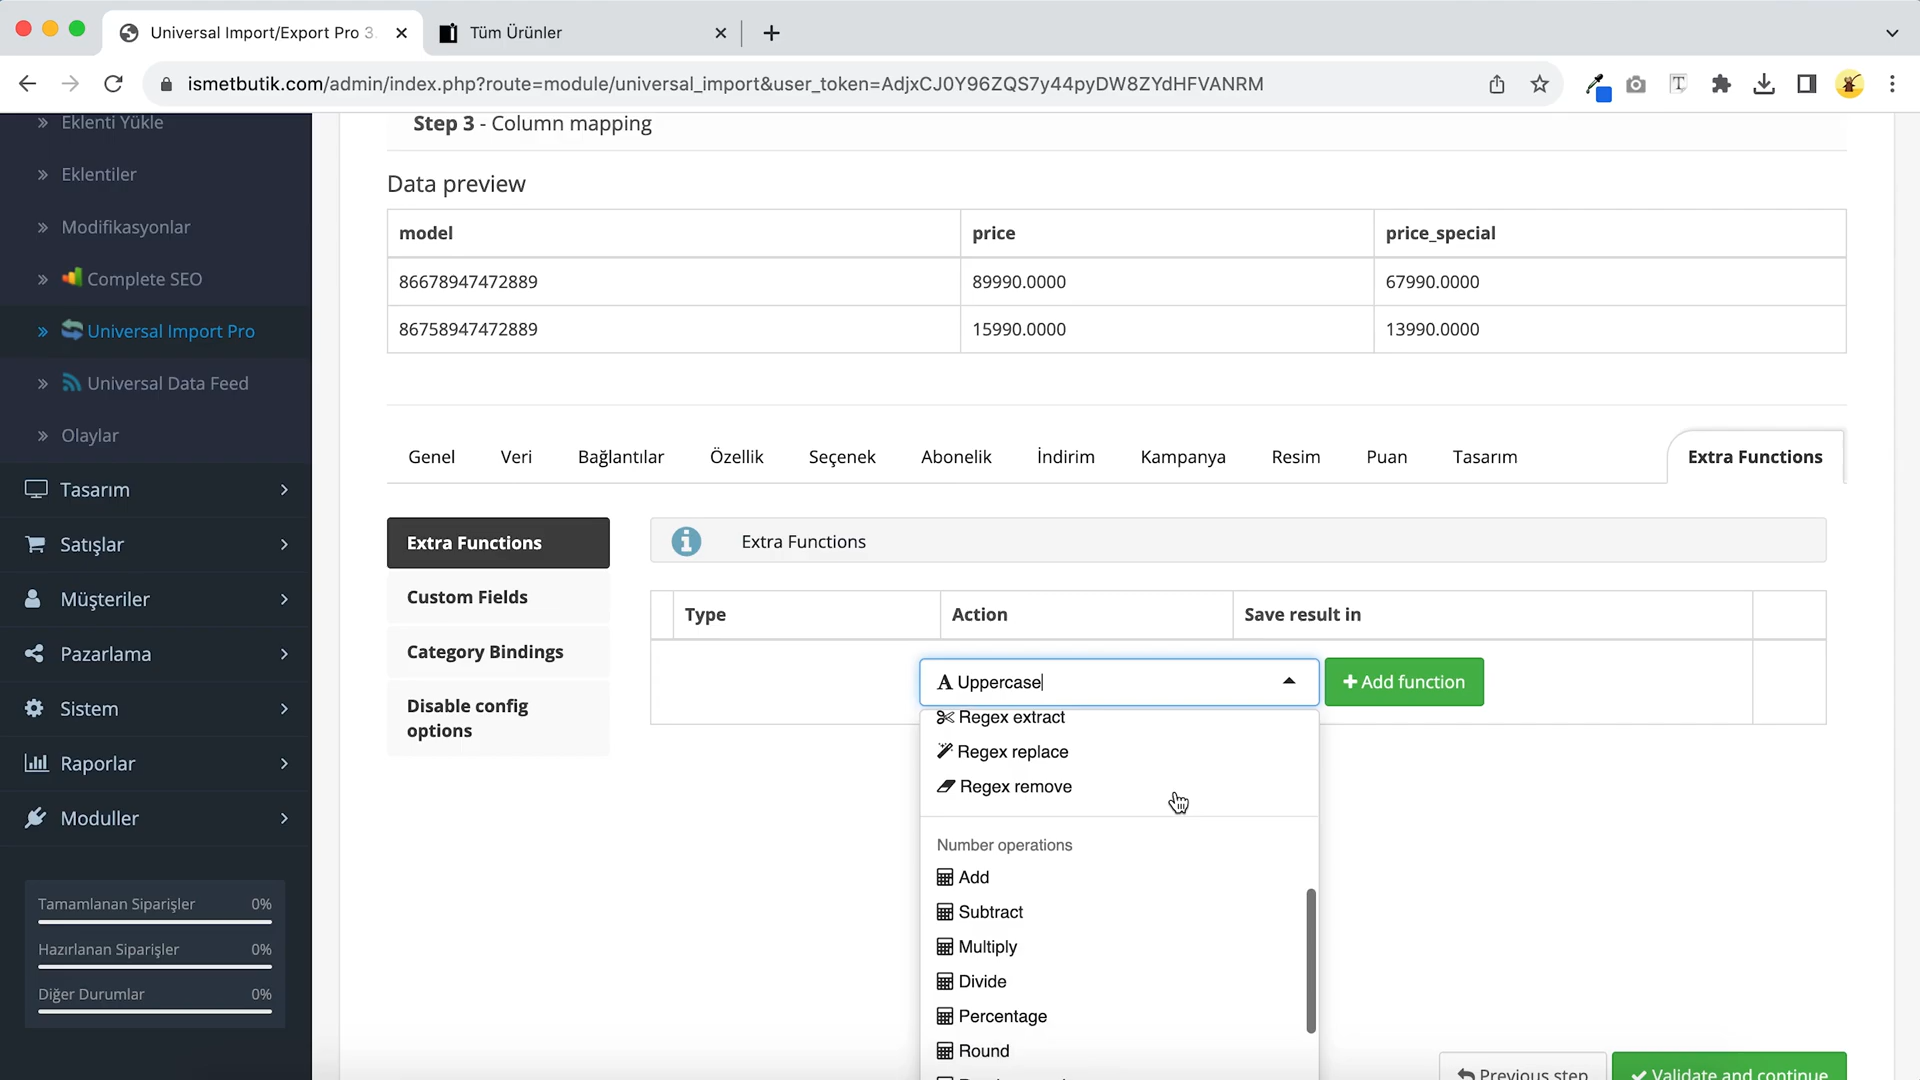 Universal Import/Export Pro 3
Tüm Ürünler
ismetbutik.com/admin/index.php?route=module/universal_import&user_token=AdjxCJ0Y96ZQS7y44pyDW8ZYdHFVANRM
Eklenti Yükle
Eklentiler
Modifikasyonlar
Complete SEO
Universal Import Pro
Universal Data Feed
Olaylar
Tasarım
Satışlar
Müşteriler
Pazarlama
Sistem
Raporlar
Moduller
Tamamlanan Siparişler 0%
Hazırlanan Siparişler 0%
Diğer Durumlar 0%
Step 3 - Column mapping
Data preview
model price price_special
86678947472889 89990.0000 67990.0000
86758947472889 15990.0000 13990.0000
Genel Veri Bağlantılar Özellik Seçenek Abonelik İndirim Kampanya Resim Puan Tasarım Extra Functions
Extra Functions
Custom Fields
Category Bindings
Disable config
options
Extra Functions
Type Action Save result in
Uppercase
Add function
Regex extract
Regex replace
Regex remove
Number operations
Add
Subtract
Multiply
Divide
Percentage
Round
Previous step
Validate and continue